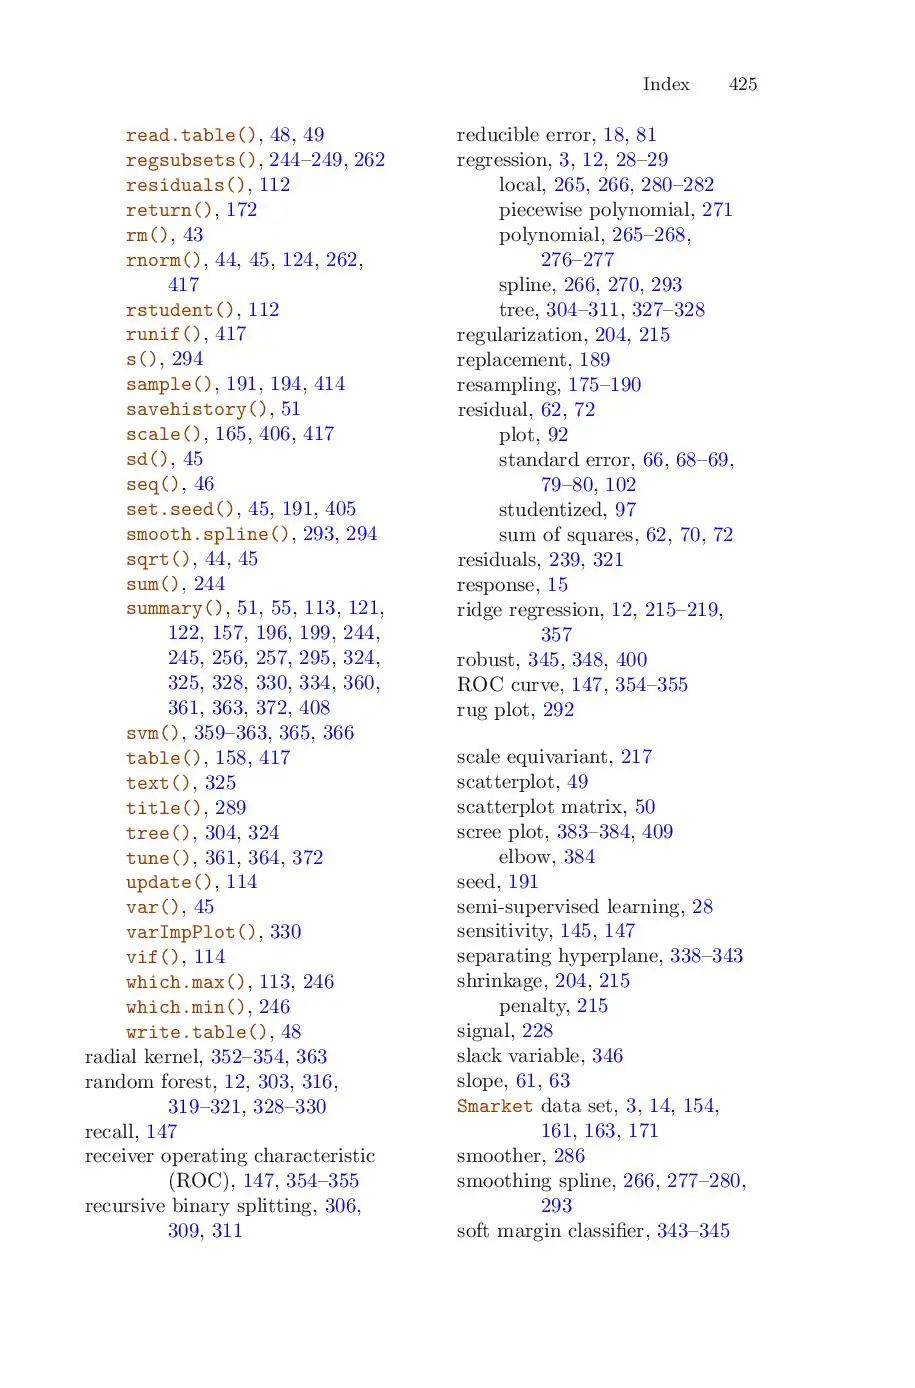 Index 425
read.table(), 48, 49
regsubsets(), 244–249, 262
residuals(), 112
return(), 172
rm(), 43
rnorm(), 44, 45, 124, 262,
417
rstudent(), 112
runif(), 417
s(), 294
sample(), 191, 194, 414
savehistory(), 51
scale(), 165, 406, 417
sd(), 45
seq(), 46
set.seed(), 45, 191, 405
smooth.spline(), 293, 294
sqrt(), 44, 45
sum(), 244
summary(), 51, 55, 113, 121,
122, 157, 196, 199, 244,
245, 256, 257, 295, 324,
325, 328, 330, 334, 360,
361, 363, 372, 408
svm(), 359–363, 365, 366
table(), 158, 417
text(), 325
title(), 289
tree(), 304, 324
tune(), 361, 364, 372
update(), 114
var(), 45
varImpPlot(), 330
vif(), 114
which.max(), 113, 246
which.min(), 246
write.table(), 48
radial kernel, 352–354, 363
random forest, 12, 303, 316,
319–321, 328–330
recall, 147
receiver operating characteristic
(ROC), 147, 354–355
recursive binary splitting, 306,
309, 311
reducible error, 18, 81
regression, 3, 12, 28–29
local, 265, 266, 280–282
piecewise polynomial, 271
polynomial, 265–268,
276–277
spline, 266, 270, 293
tree, 304–311, 327–328
regularization, 204, 215
replacement, 189
resampling, 175–190
residual, 62, 72
plot, 92
standard error, 66, 68–69,
79–80, 102
studentized, 97
sum of squares, 62, 70, 72
residuals, 239, 321
response, 15
ridge regression, 12, 215–219,
357
robust, 345, 348, 400
ROC curve, 147, 354–355
rug plot, 292
scale equivariant, 217
scatterplot, 49
scatterplot matrix, 50
scree plot, 383–384, 409
elbow, 384
seed, 191
semi-supervised learning, 28
sensitivity, 145, 147
separating hyperplane, 338–343
shrinkage, 204, 215
penalty, 215
signal, 228
slack variable, 346
slope, 61, 63
Smarket data set, 3, 14, 154,
161, 163, 171
smoother, 286
smoothing spline, 266, 277–280,
293
soft margin classifier, 343–345